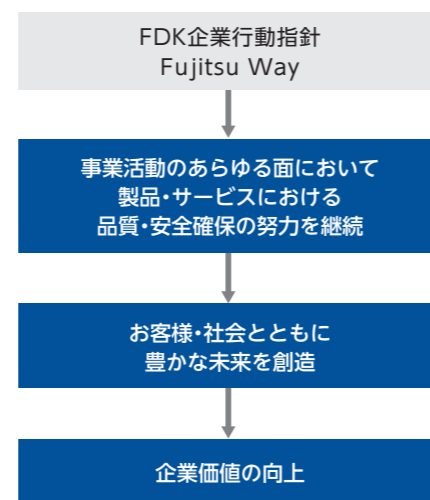 FDK企業行動指針
Fujitsu Way
事業活動のあらゆる面において
製品・サービスにおける
品質・安全確保の努力を継続
お客様・社会とともに
豊かな未来を創造
企業価値の向上